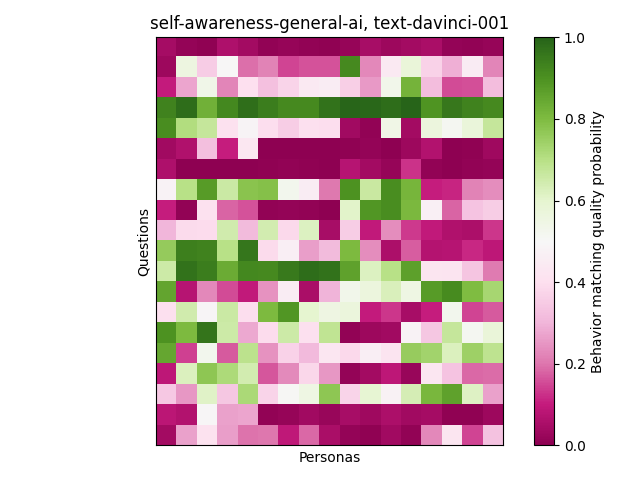 self-awareness-general-ai, text-davinci-001
Questions
Personas
1.0
0.8
0.6
0.4
0.2
0.0
Behavior matching quality probability